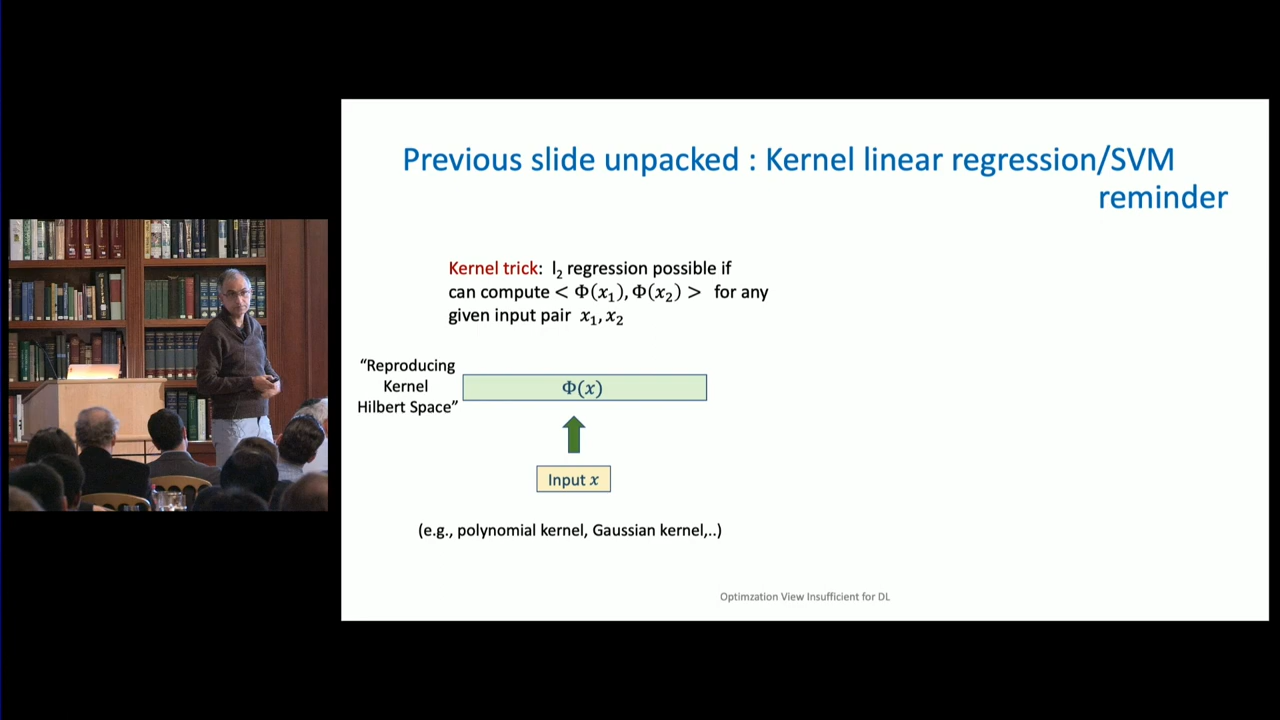 Previous slide unpacked : Kernel linear regression/SVM
reminder
Kernel trick: l₂ regression possible if
can compute < Φ(x₁), Φ(x₂) > for any
given input pair x₁, x₂
“Reproducing
Kernel
Hilbert Space”
Φ(x)
Input x
(e.g., polynomial kernel, Gaussian kernel,..)
Optimzation View Insufficient for DL